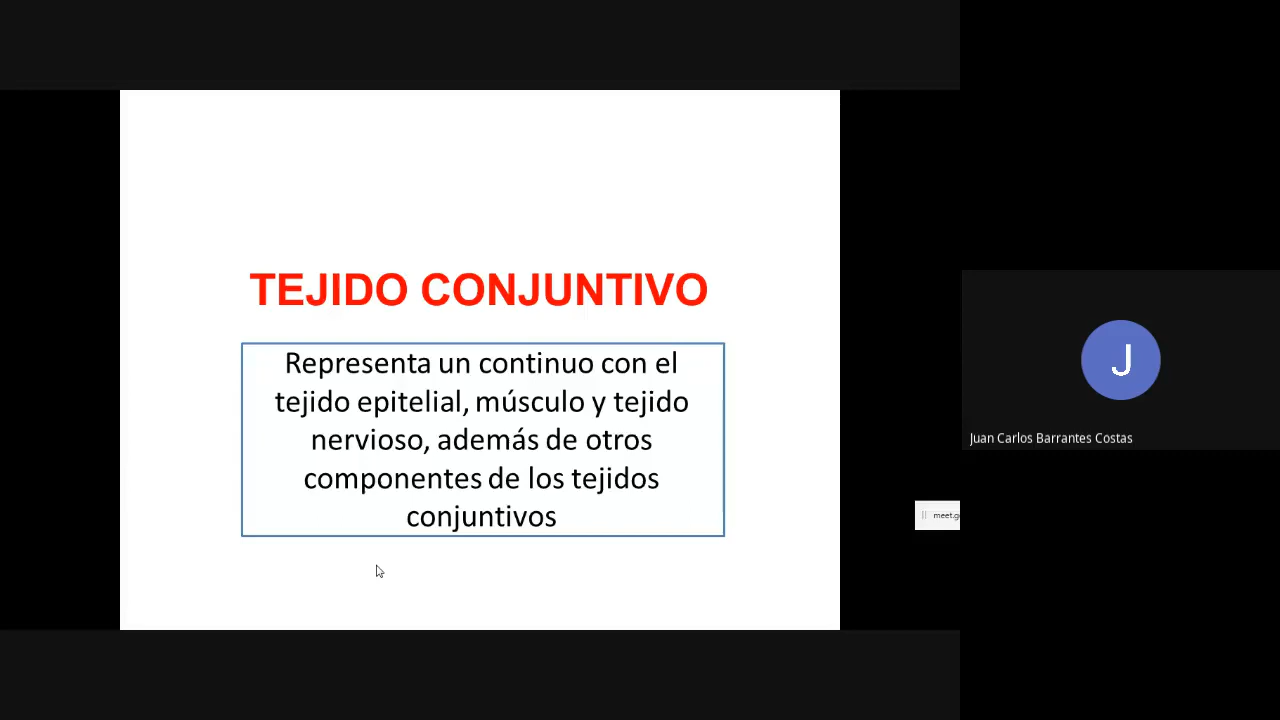 TEJIDO CONJUNTIVO
Representa un continuo con el
tejido epitelial, músculo y tejido
nervioso, además de otros
componentes de los tejidos
conjuntivos
J
Juan Carlos Barrantes Costas